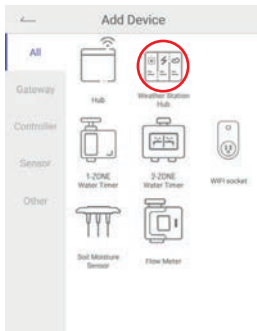 Add Device
All
Gateway
Controller
Sensor
Other
Hub
Weather Station
Hub
1-ZONE
Water Timer
2-ZONE
Water Timer
WIFI socket
Soil Moisture
Sensor
Flow Meter